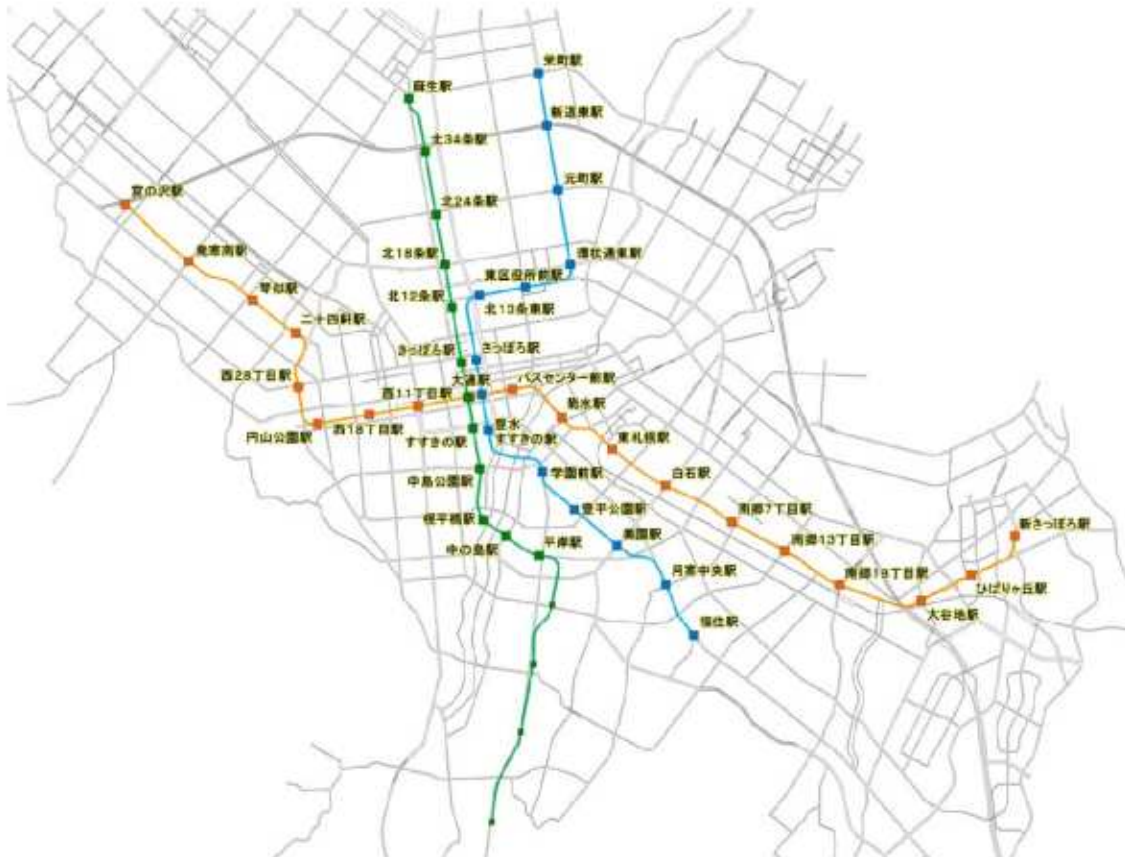 栄町駅
麻生駅
新道東駅
北34条駅
元町駅
宮の沢駅
北24条駅
発寒南駅
北18条駅
環状通東駅
東区役所前駅
琴似駅
北12条駅
北13条東駅
二十四軒駅
さっぽろ駅
さっぽろ駅
西28丁目駅
大通駅
バスセンター前駅
西11丁目駅
菊水駅
円山公園駅
西18丁目駅
すすきの駅
豊水
すすきの駅
東札幌駅
中島公園駅
学園前駅
白石駅
幌平橋駅
豊平公園駅
南郷7丁目駅
新さっぽろ駅
中の島駅
平岸駅
美園駅
南郷13丁目駅
月寒中央駅
南郷18丁目駅
ひばりヶ丘駅
大谷地駅
福住駅